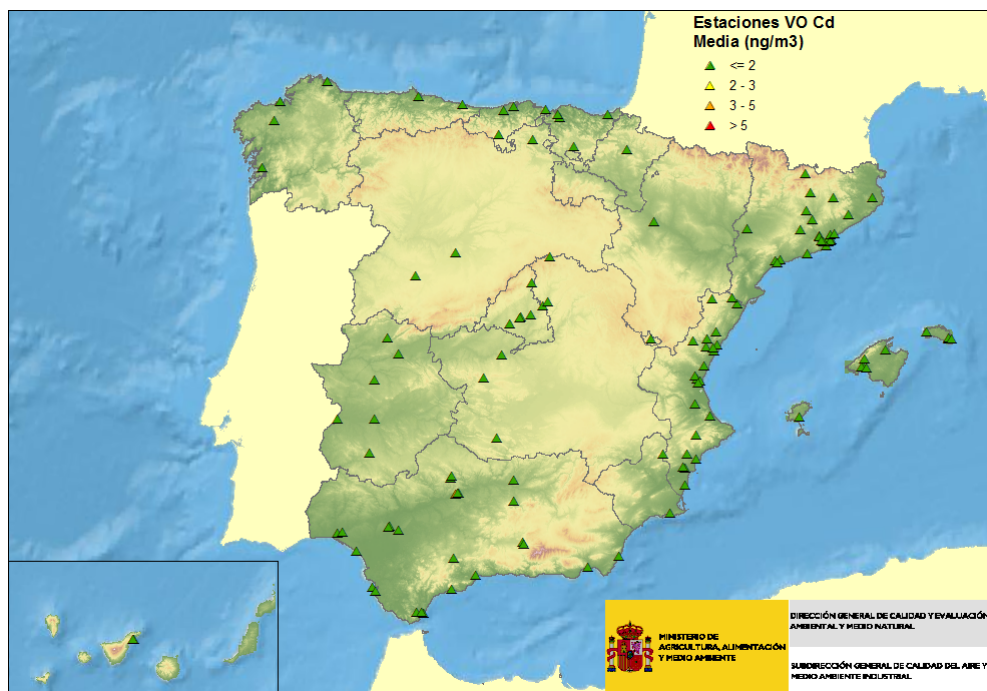 Estaciones VO Cd
Media (ng/m3)
<= 2
2 - 3
3 - 5
> 5
MINISTERIO DE
AGRICULTURA, ALIMENTACIÓN
Y MEDIO AMBIENTE
DIRECCIÓN GENERAL DE CALIDAD Y EVALUACIÓN
AMBIENTAL Y MEDIO NATURAL
SUBDIRECCIÓN GENERAL DE CALIDAD DEL AIRE Y
MEDIO AMBIENTE INDUSTRIAL